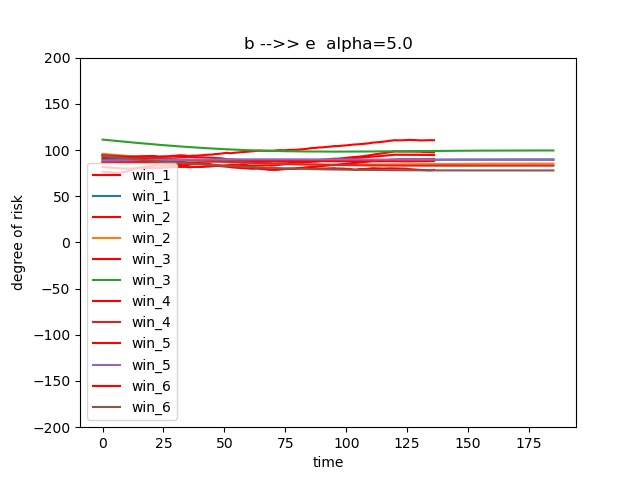 b -->> e  alpha=5.0
200
150
100
50
0
−50
−100
−150
−200
degree of risk
win_1
win_1
win_2
win_2
win_3
win_3
win_4
win_4
win_5
win_5
win_6
win_6
0 25 50 75 100 125 150 175
time